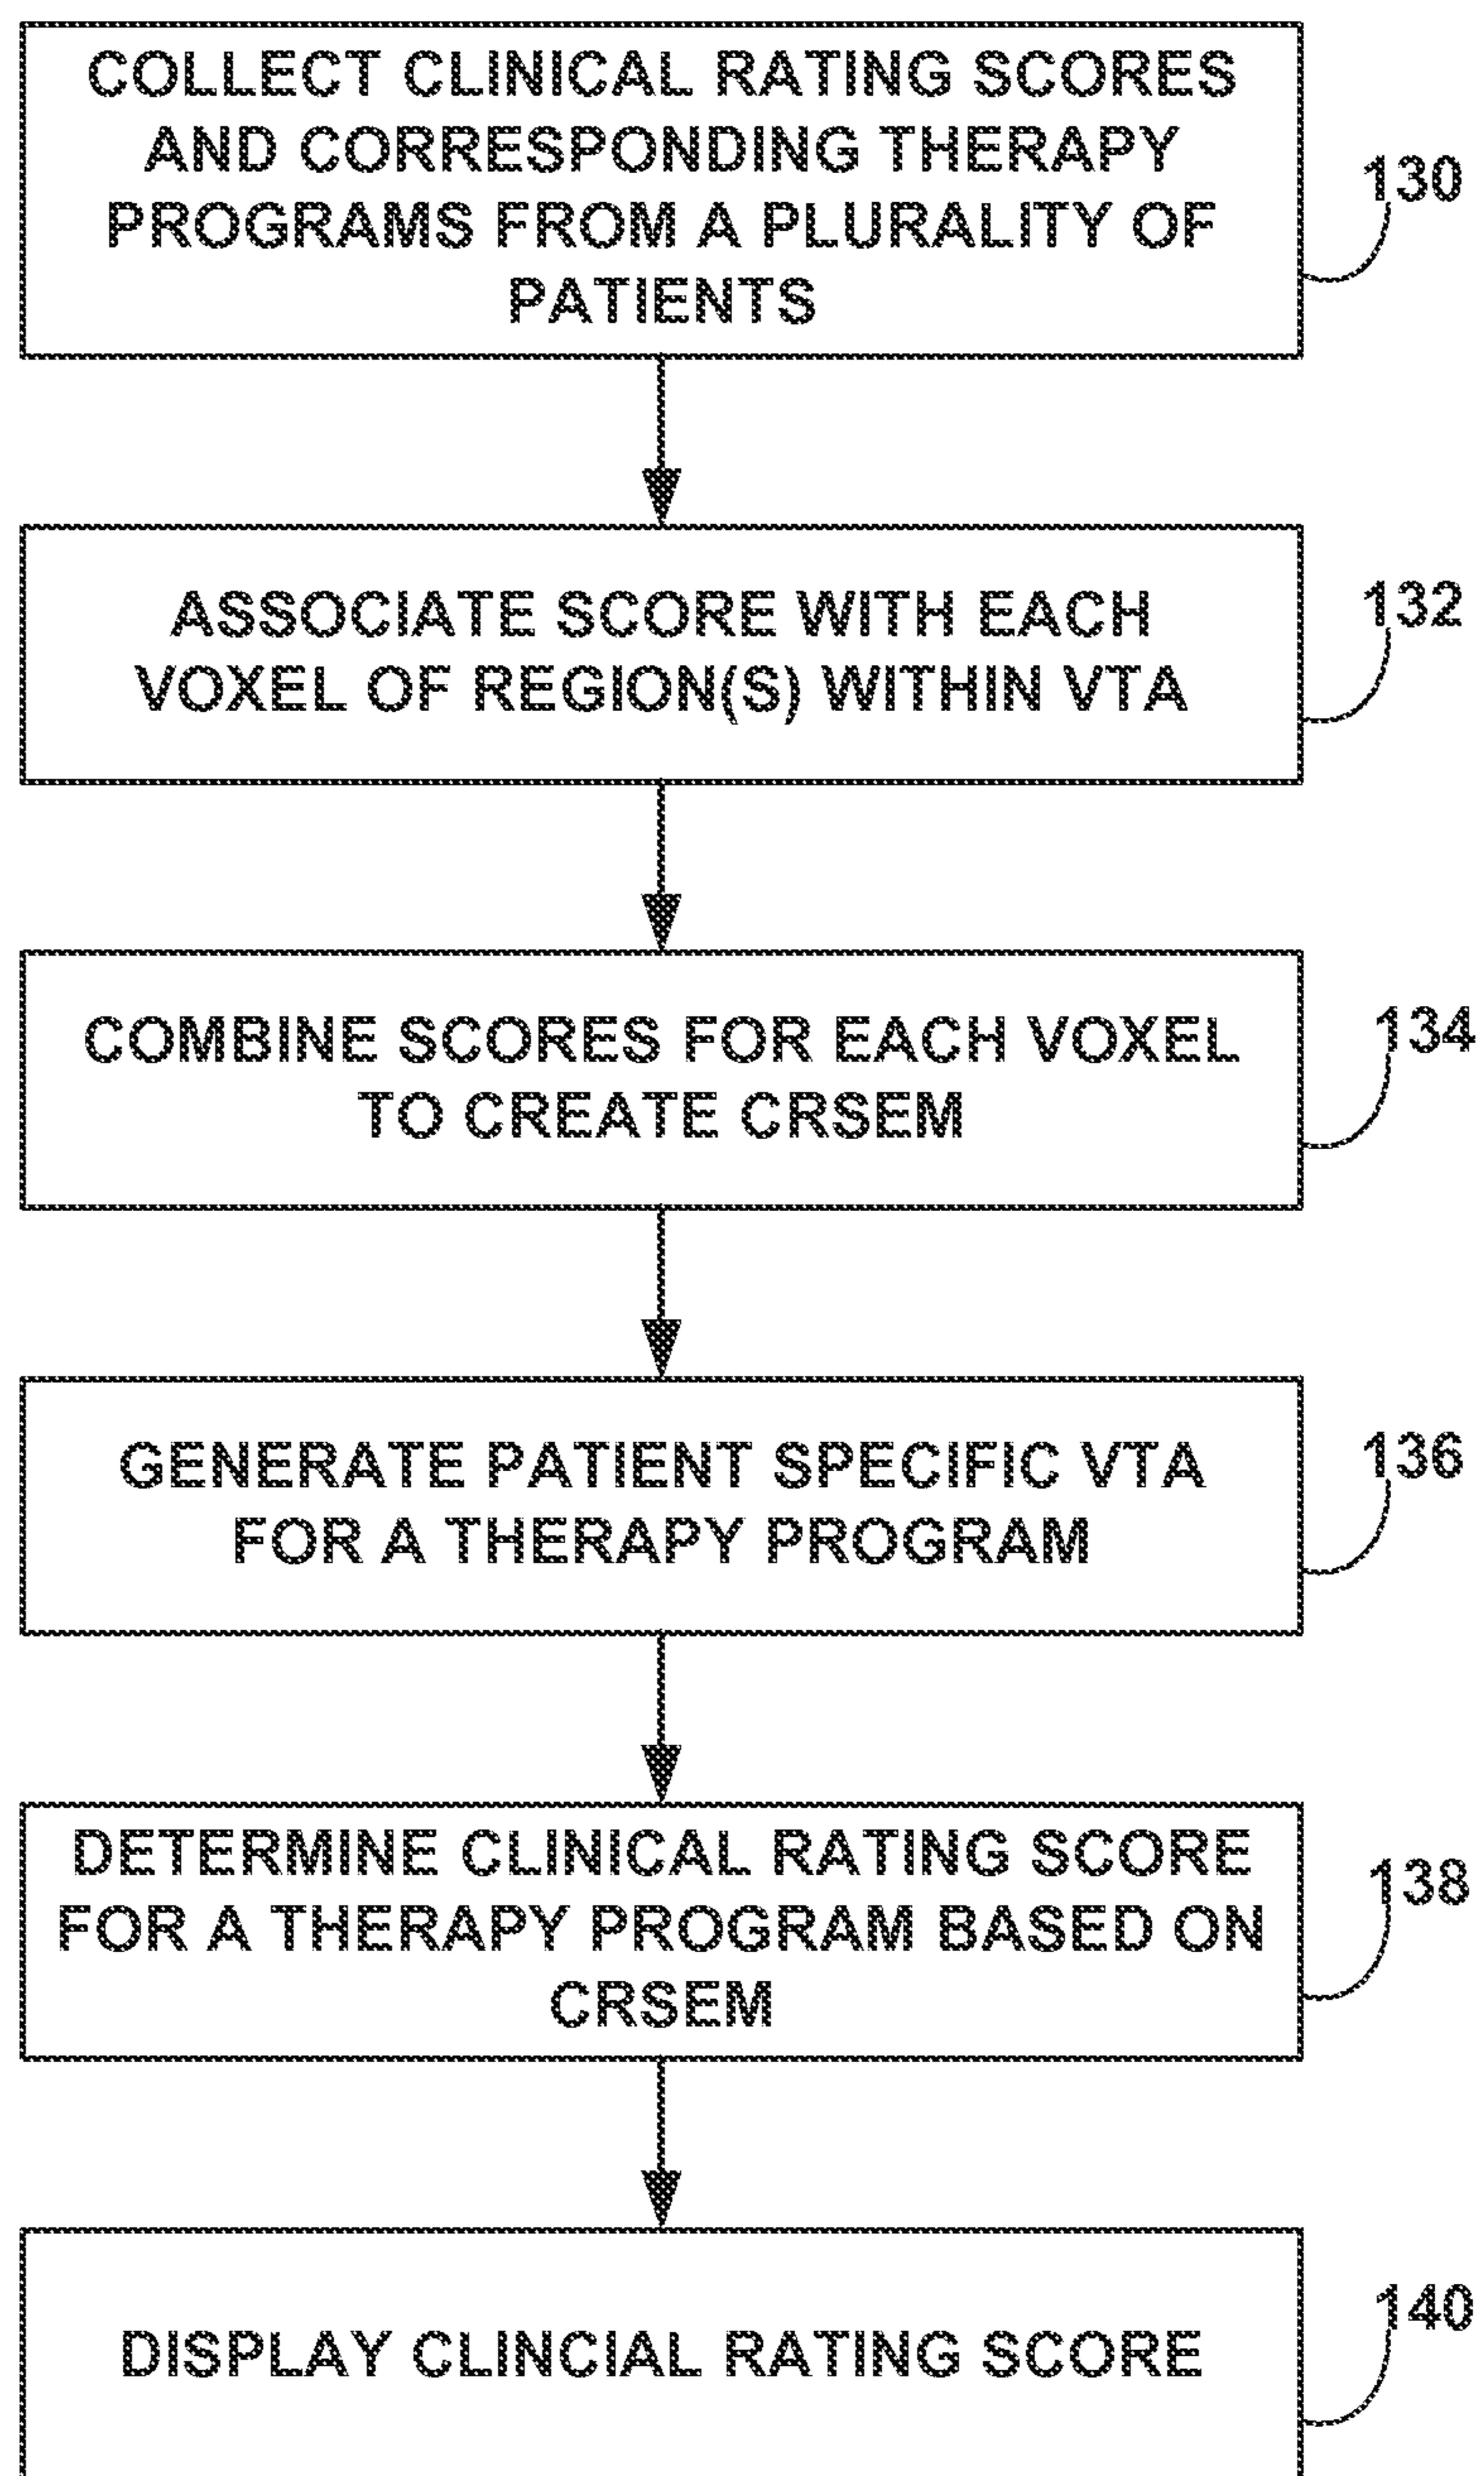 COLLECT CLINICAL RATING SCORES
AND CORRESPONDING THERAPY
PROGRAMS FROM A PLURALITY OF
PATIENTS
130
ASSOCIATE SCORE WITH EACH
VOXEL OF REGION(S) WITHIN VTA
132
COMBINE SCORES FOR EACH VOXEL
TO CREATE CRSEM
134
GENERATE PATIENT SPECIFIC VTA
FOR A THERAPY PROGRAM
136
DETERMINE CLINICAL RATING SCORE
FOR A THERAPY PROGRAM BASED ON
CRSEM
138
DISPLAY CLINCIAL RATING SCORE
140